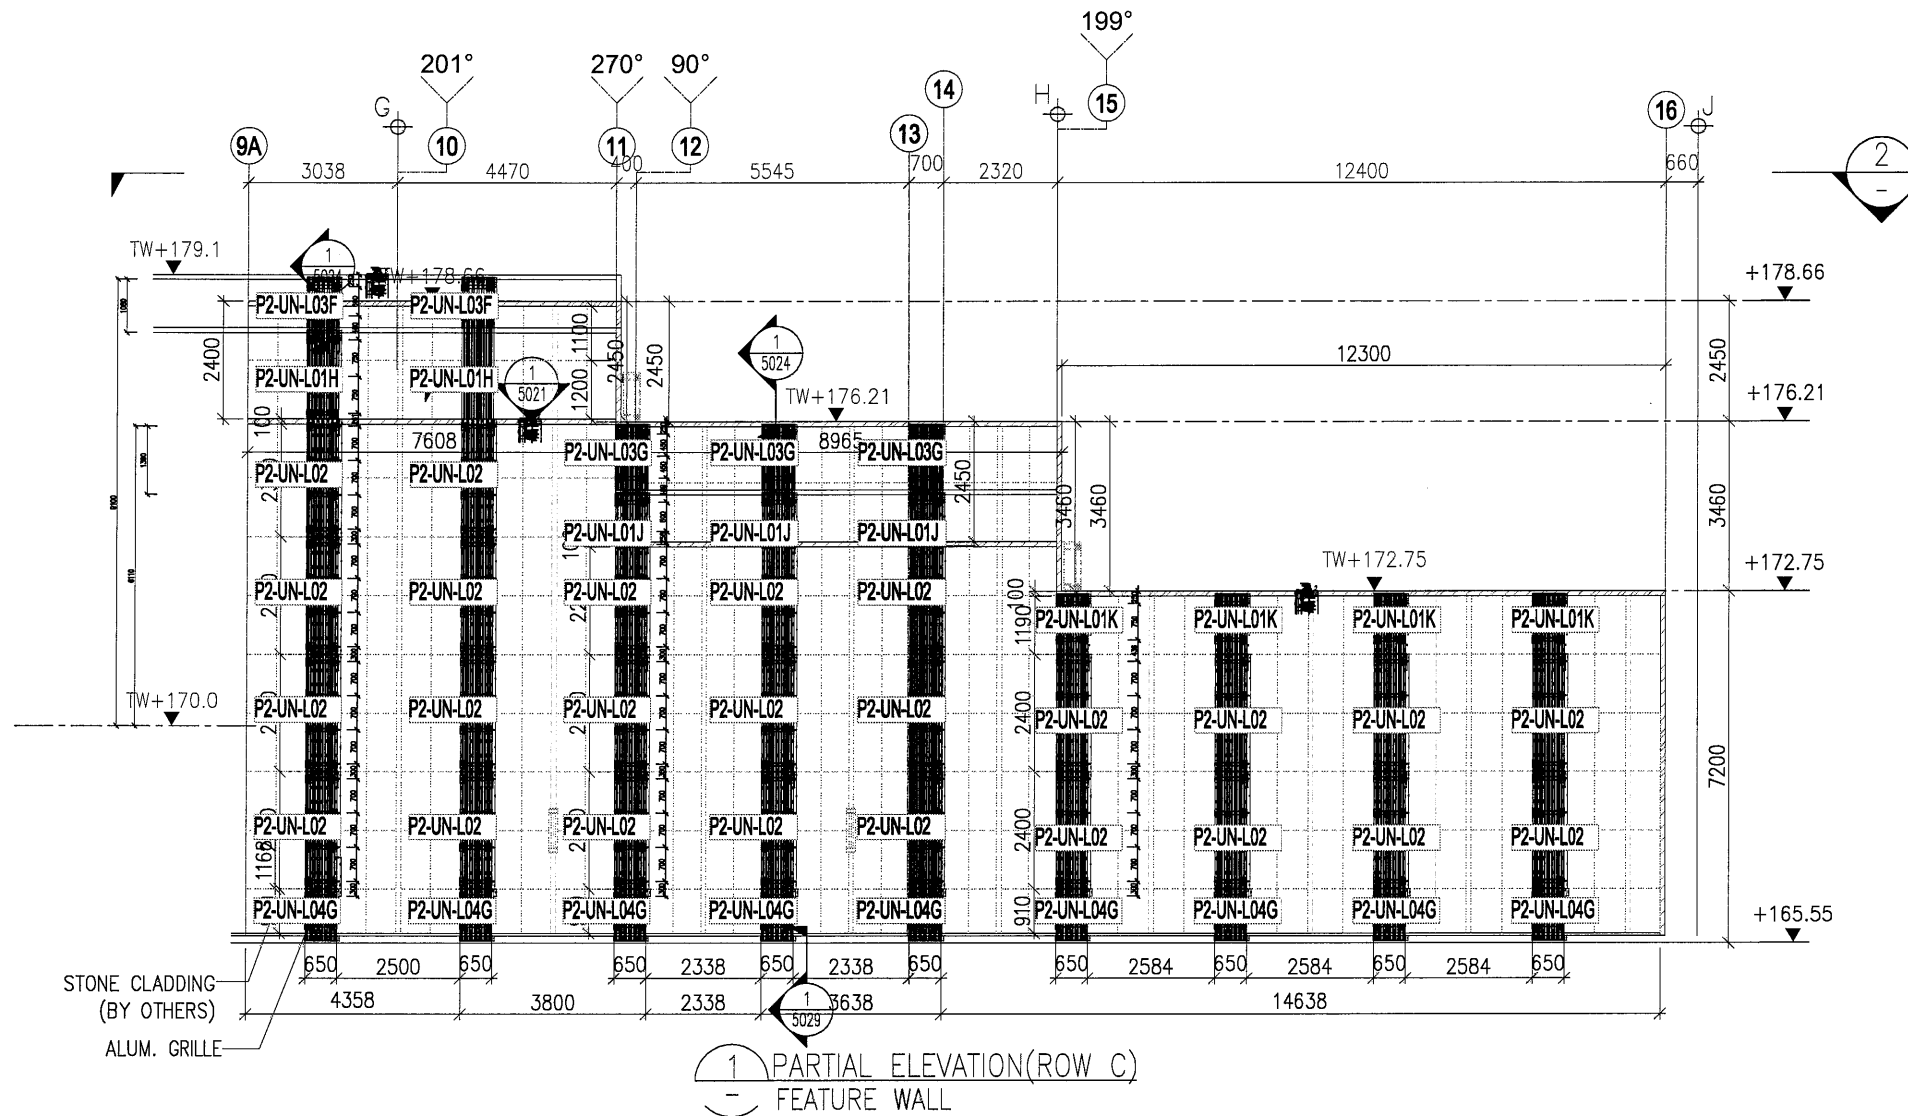 199°
201°
270°
90°
G
H
J
9A
10
11
12
13
14
15
16
3038
4470
400
5545
700
2320
12400
660
2
-
TW+179.1
1
5024
TW+178.66
+178.66
P2-UN-L03F
P2-UN-L03F
1100
2400
2450
2450
1
5024
12300
2450
P2-UN-L01H
P2-UN-L01H
1
5021
1200
TW+176.21
+176.21
100
7608
8965
P2-UN-L03G
P2-UN-L03G
P2-UN-L03G
P2-UN-L02
P2-UN-L02
2450
3460
3460
3460
P2-UN-L01J
P2-UN-L01J
P2-UN-L01J
TW+172.75
+172.75
P2-UN-L02
P2-UN-L02
P2-UN-L02
P2-UN-L02
P2-UN-L02
100
1190
P2-UN-L01K
P2-UN-L01K
P2-UN-L01K
P2-UN-L01K
TW+170.0
P2-UN-L02
P2-UN-L02
P2-UN-L02
P2-UN-L02
P2-UN-L02
2400
P2-UN-L02
P2-UN-L02
P2-UN-L02
P2-UN-L02
7200
P2-UN-L02
P2-UN-L02
P2-UN-L02
P2-UN-L02
P2-UN-L02
2400
P2-UN-L02
P2-UN-L02
P2-UN-L02
P2-UN-L02
910
P2-UN-L04G
P2-UN-L04G
P2-UN-L04G
P2-UN-L04G
P2-UN-L04G
P2-UN-L04G
P2-UN-L04G
P2-UN-L04G
P2-UN-L04G
+165.55
650
2500
650
650
2338
650
2338
650
650
2584
650
2584
650
2584
650
STONE CLADDING
(BY OTHERS)
4358
3800
2338
3638
14638
1
5029
ALUM. GRILLE
1
-
PARTIAL ELEVATION(ROW C)
FEATURE WALL